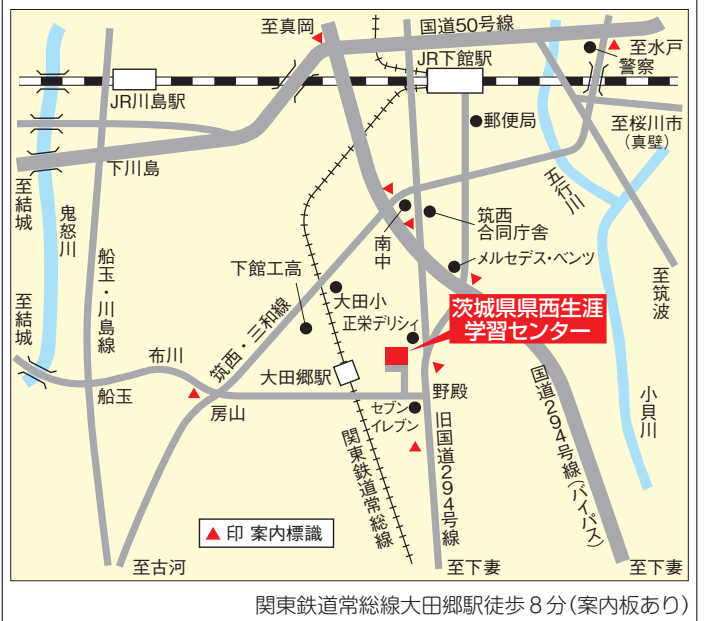 至真岡
国道50号線
JR下館駅
至水戸
警察
JR川島駅
郵便局
至桜川市
(真壁)
下川島
至結城
鬼怒川
五行川
筑西
合同庁舎
南中
船玉・川島線
メルセデス・ベンツ
下館工高
大田小
至筑波
至結城
筑西・三和線
正栄デリシィ
茨城県県西生涯
学習センター
布川
大田郷駅
野殿
船玉
房山
セブン
イレブン
小貝川
国道294号線(バイパス)
旧国道294号線
関東鉄道常総線
▲印 案内標識
至古河
至下妻
至下妻
関東鉄道常総線大田郷駅徒歩8分(案内板あり)